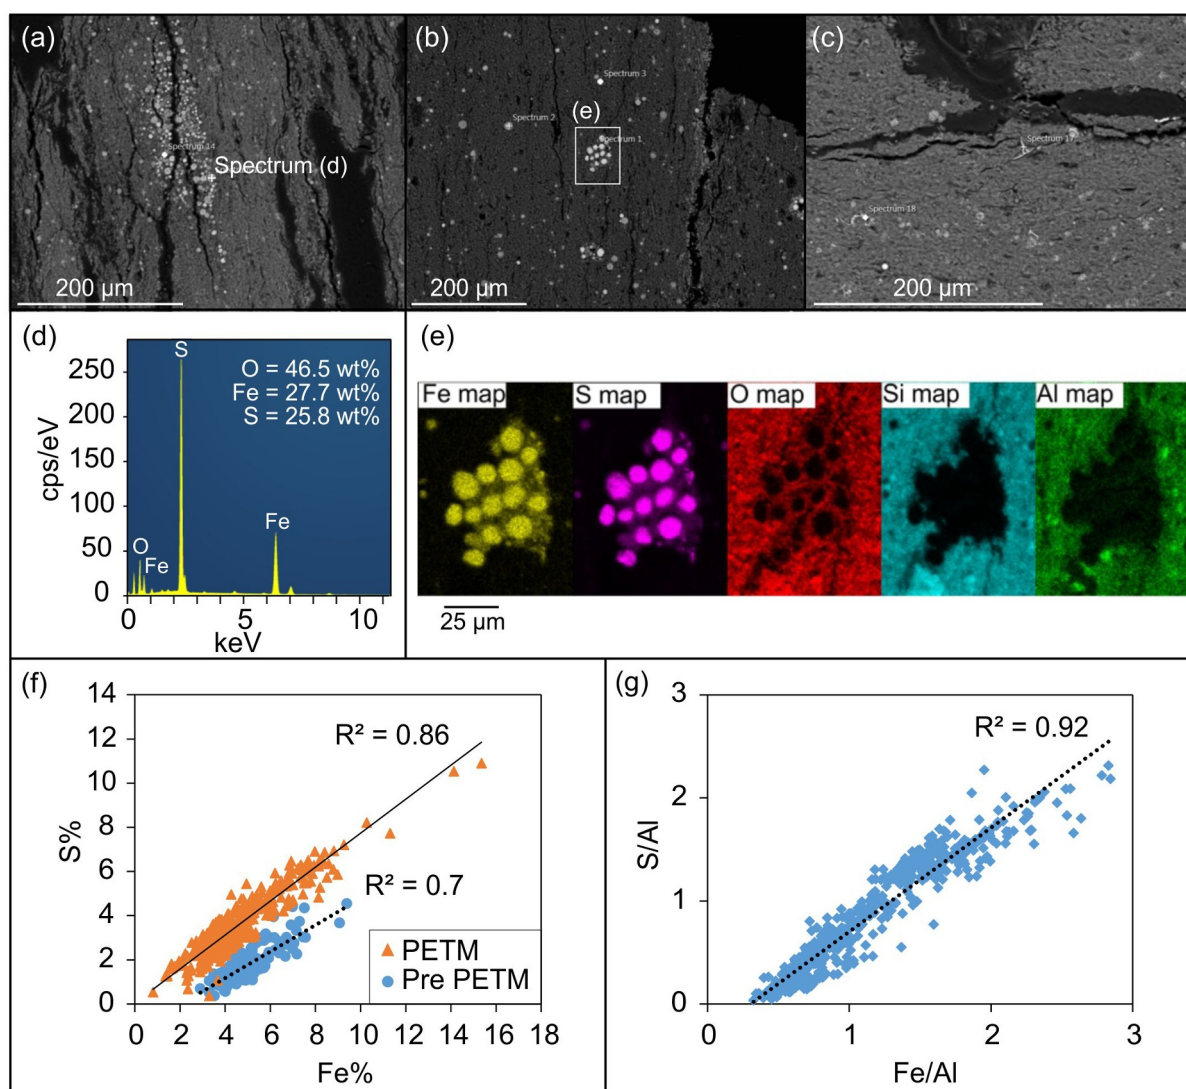 (a)
Spectrum 14
Spectrum (d)
200 µm
(b)
Spectrum 3
(e)
Spectrum 2
Spectrum 1
200 µm
(c)
Spectrum 17
Spectrum 18
200 µm
(d)
S
O = 46.5 wt%
Fe = 27.7 wt%
S = 25.8 wt%
250
200
150
100
50
0
cps/eV
O
Fe
Fe
0 5 10
keV
(e)
Fe map
S map
O map
Si map
Al map
25 µm
(f)
14
12
10
8
6
4
2
0
S%
R² = 0.86
R² = 0.7
PETM
Pre PETM
0 2 4 6 8 10 12 14 16 18
Fe%
(g)
3
2
1
0
S/Al
R² = 0.92
0 1 2 3
Fe/Al